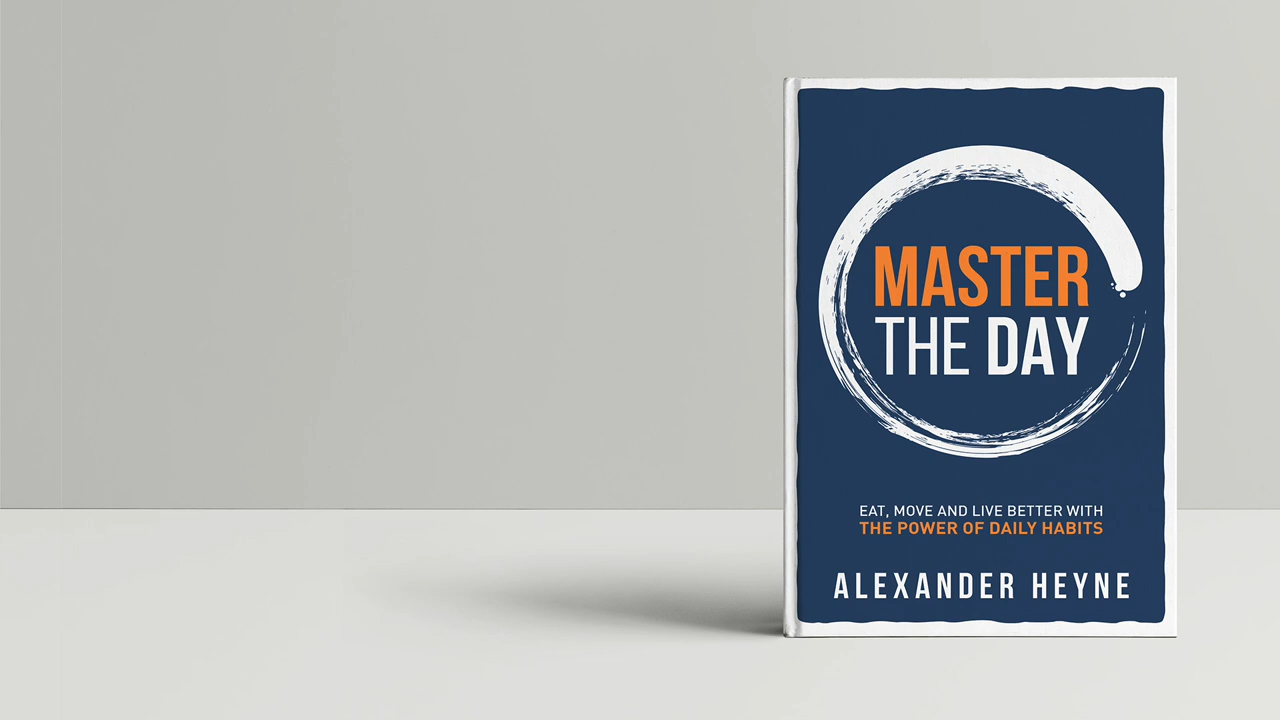 MASTER
THE DAY
EAT, MOVE AND LIVE BETTER WITH
THE POWER OF DAILY HABITS
ALEXANDER HEYNE